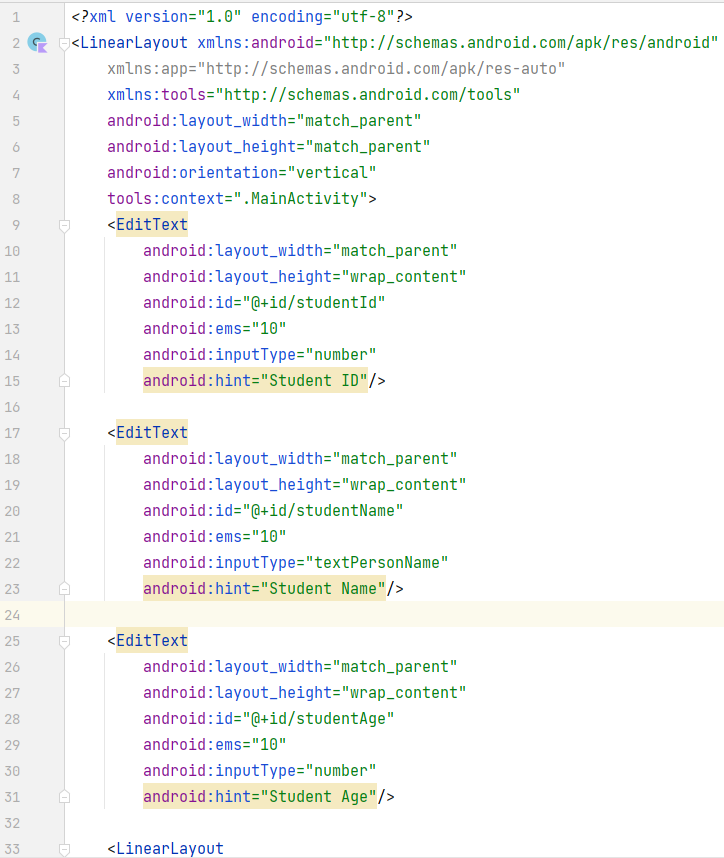 1 <?xml version="1.0" encoding="utf-8"?>
2 <LinearLayout xmlns:android="http://schemas.android.com/apk/res/android"
3     xmlns:app="http://schemas.android.com/apk/res-auto"
4     xmlns:tools="http://schemas.android.com/tools"
5     android:layout_width="match_parent"
6     android:layout_height="match_parent"
7     android:orientation="vertical"
8     tools:context=".MainActivity">
9     <EditText
10         android:layout_width="match_parent"
11         android:layout_height="wrap_content"
12         android:id="@+id/studentId"
13         android:ems="10"
14         android:inputType="number"
15         android:hint="Student ID"/>
16
17     <EditText
18         android:layout_width="match_parent"
19         android:layout_height="wrap_content"
20         android:id="@+id/studentName"
21         android:ems="10"
22         android:inputType="textPersonName"
23         android:hint="Student Name"/>
24
25     <EditText
26         android:layout_width="match_parent"
27         android:layout_height="wrap_content"
28         android:id="@+id/studentAge"
29         android:ems="10"
30         android:inputType="number"
31         android:hint="Student Age"/>
32
33     <LinearLayout